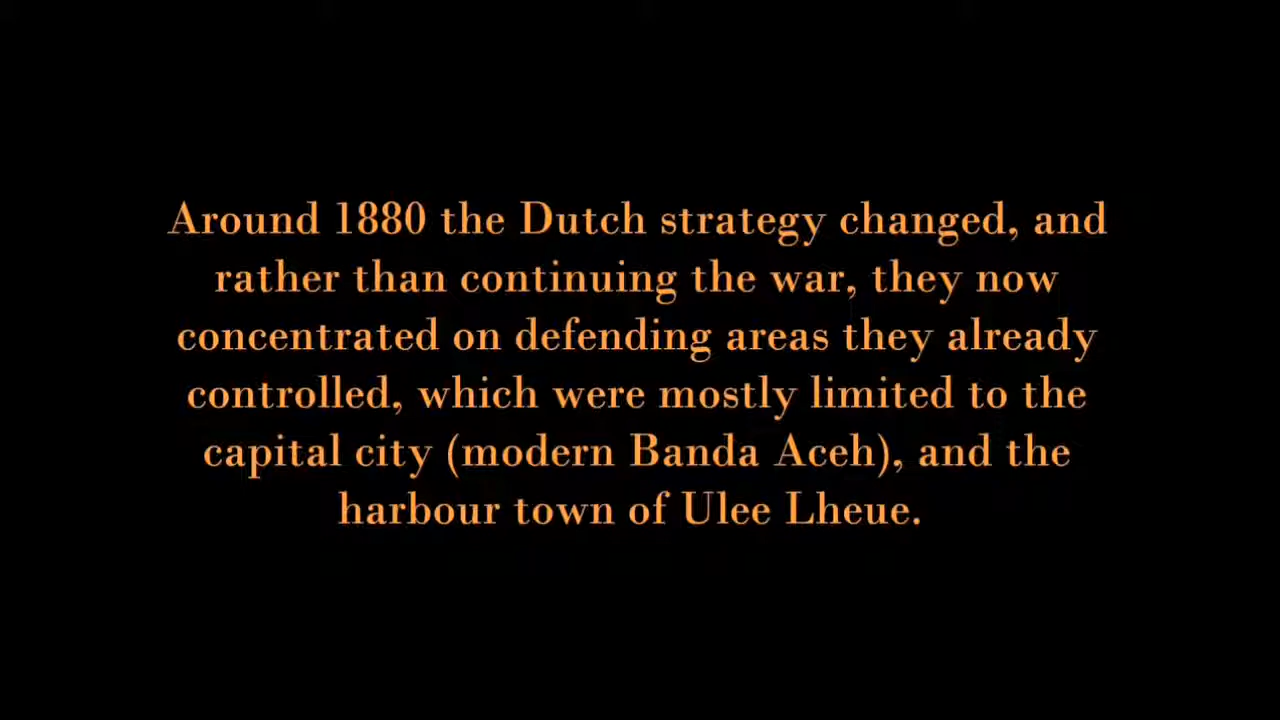 Around 1880 the Dutch strategy changed, and
rather than continuing the war, they now
concentrated on defending areas they already
controlled, which were mostly limited to the
capital city (modern Banda Aceh), and the
harbour town of Ulee Lheue.